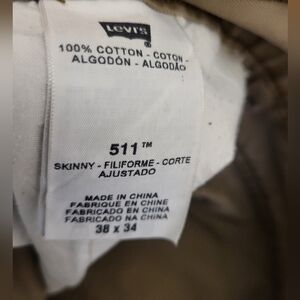 Levi's
100% COTTON - COTON -
ALGODÓN - ALGODÃO
511™
SKINNY - FILIFORME - CORTE
AJUSTADO
MADE IN CHINA
FABRIQUE EN CHINE
FABRICADO EN CHINA
FABRICADO NA CHINA
38 x 34